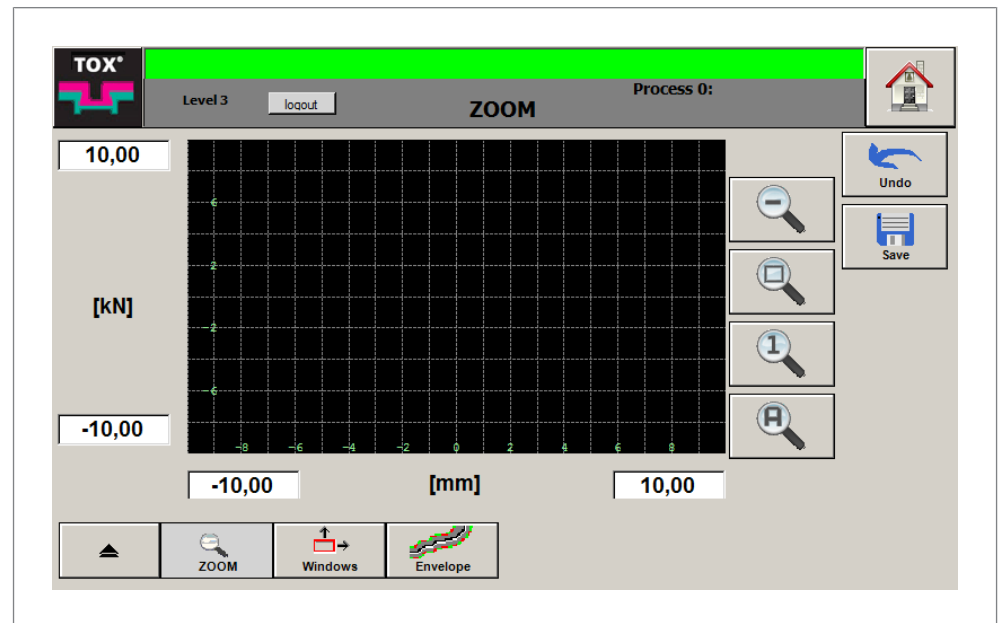 TOX®
Level 3
logout
ZOOM
Process 0:
10,00
Undo
Save
6
2
[kN]
-2
-6
-10,00
-8 -6 -4 -2 0 2 4 6 8
-10,00
[mm]
10,00
1
A
ZOOM
Windows
Envelope